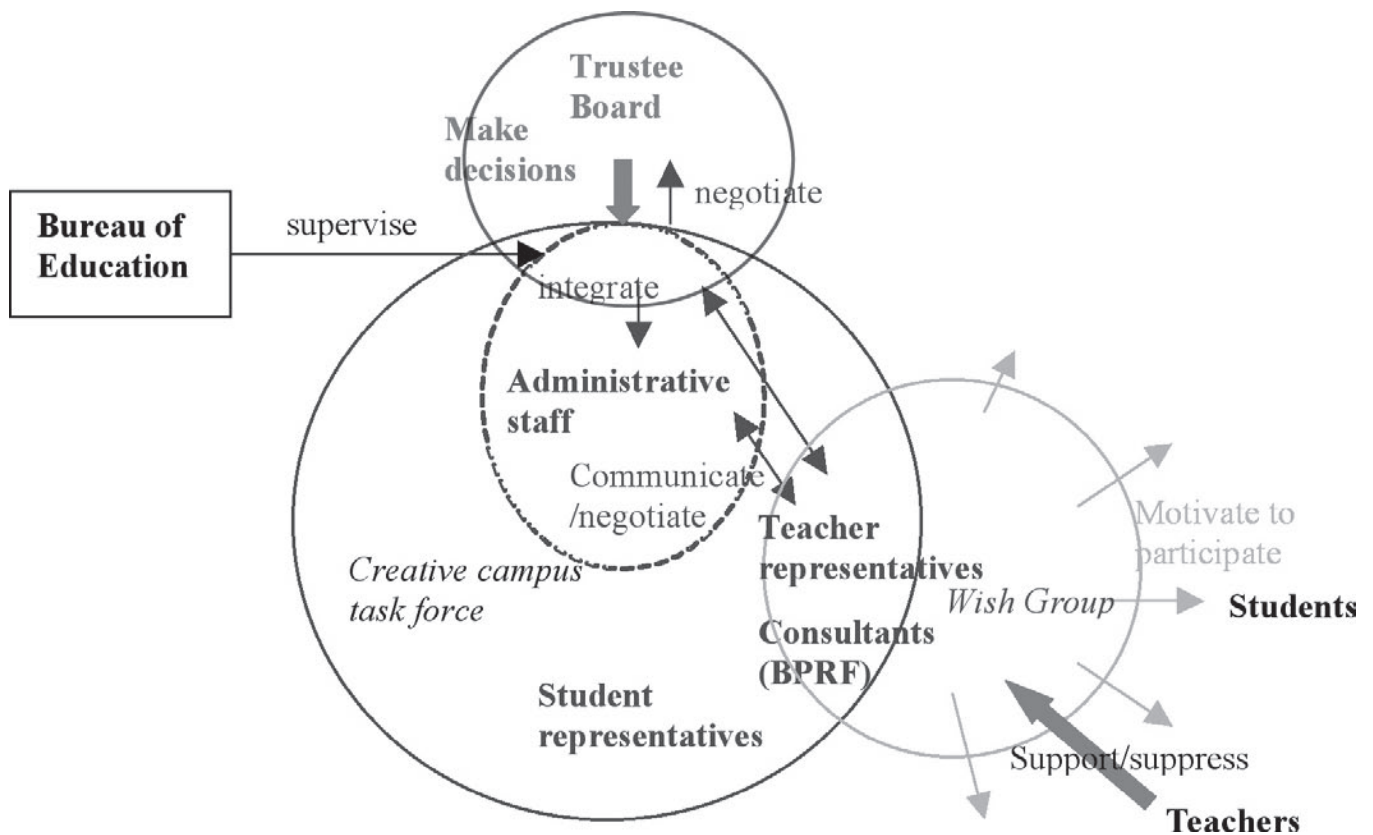 Trustee
Board
Make
decisions
negotiate
Bureau of
Education
supervise
integrate
Administrative
staff
Communicate
/negotiate
Teacher
representatives
Motivate to
participate
Creative campus
task force
Wish Group
Students
Consultants
(BPRF)
Student
representatives
Support/suppress
Teachers